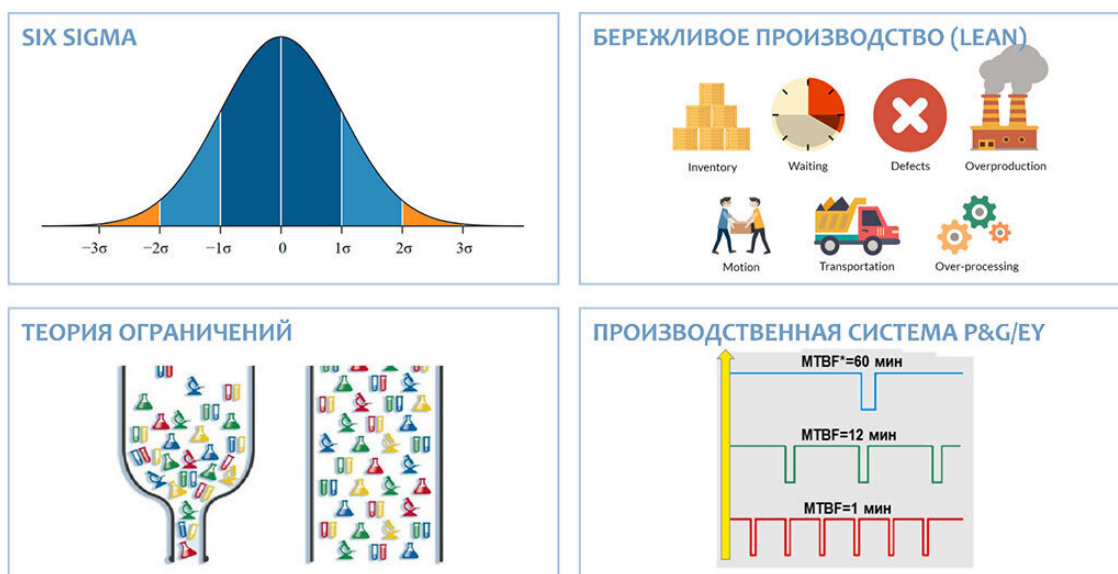 SIX SIGMA
−3σ −2σ −1σ 0 1σ 2σ 3σ
БЕРЕЖЛИВОЕ ПРОИЗВОДСТВО (LEAN)
Inventory Waiting Defects Overproduction
Motion Transportation Over-processing
ТЕОРИЯ ОГРАНИЧЕНИЙ
ПРОИЗВОДСТВЕННАЯ СИСТЕМА P&G/EY
MTBF*=60 мин
MTBF=12 мин
MTBF=1 мин